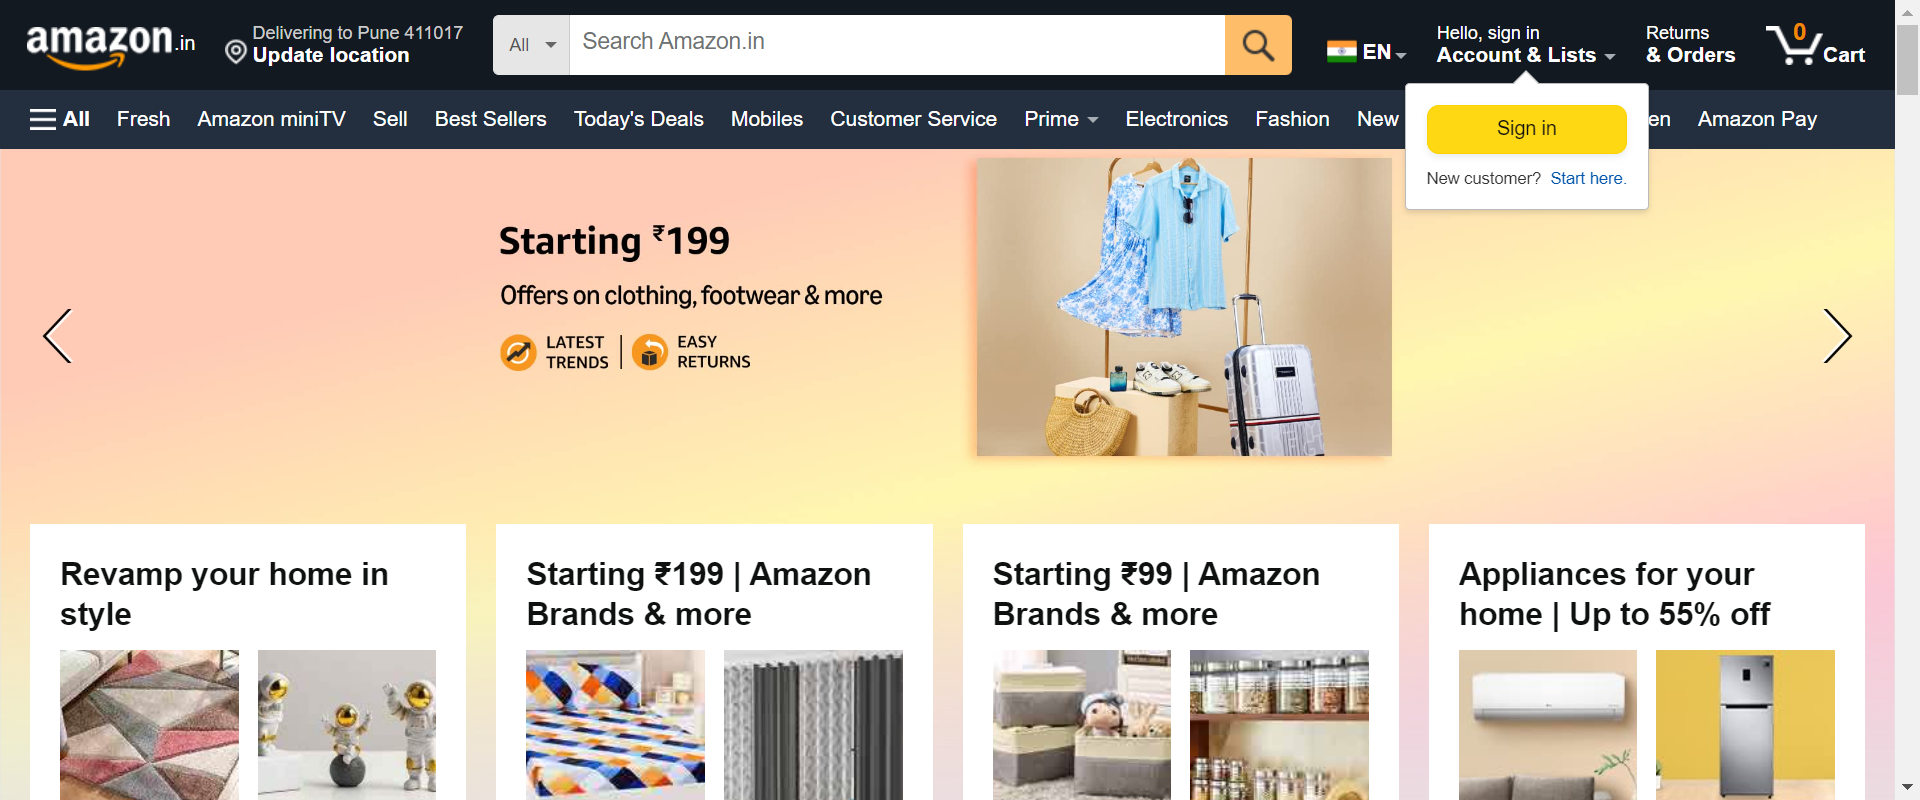 amazon.in
Delivering to Pune 411017
Update location
All
Search Amazon.in
EN
Hello, sign in
Account & Lists
Returns
& Orders
0
Cart
All
Fresh
Amazon miniTV
Sell
Best Sellers
Today's Deals
Mobiles
Customer Service
Prime
Electronics
Fashion
New
en
Amazon Pay
Sign in
New customer? Start here.
Starting ₹199
Offers on clothing, footwear & more
LATEST
TRENDS
EASY
RETURNS
Revamp your home in
style
Starting ₹199 | Amazon
Brands & more
Starting ₹99 | Amazon
Brands & more
Appliances for your
home | Up to 55% off